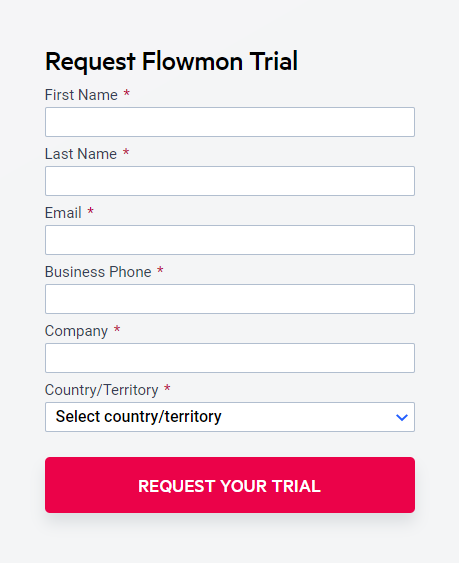 Request Flowmon Trial
First Name *
Last Name *
Email *
Business Phone *
Company *
Country/Territory *
Select country/territory
REQUEST YOUR TRIAL